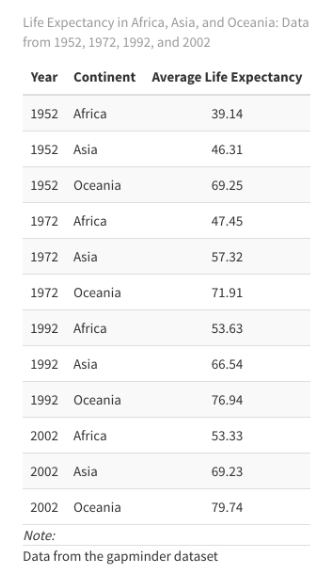 Life Expectancy in Africa, Asia, and Oceania: Data
from 1952, 1972, 1992, and 2002
Year Continent Average Life Expectancy
1952 Africa 39.14
1952 Asia 46.31
1952 Oceania 69.25
1972 Africa 47.45
1972 Asia 57.32
1972 Oceania 71.91
1992 Africa 53.63
1992 Asia 66.54
1992 Oceania 76.94
2002 Africa 53.33
2002 Asia 69.23
2002 Oceania 79.74
Note:
Data from the gapminder dataset